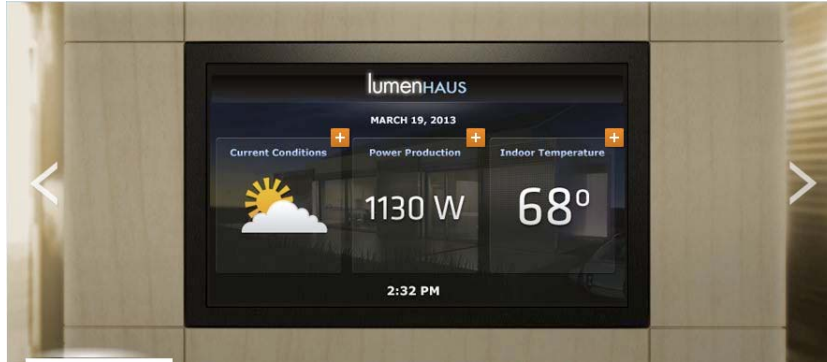 lumenHAUS
MARCH 19, 2013
Current Conditions
Power Production
Indoor Temperature
1130 W
68°
2:32 PM